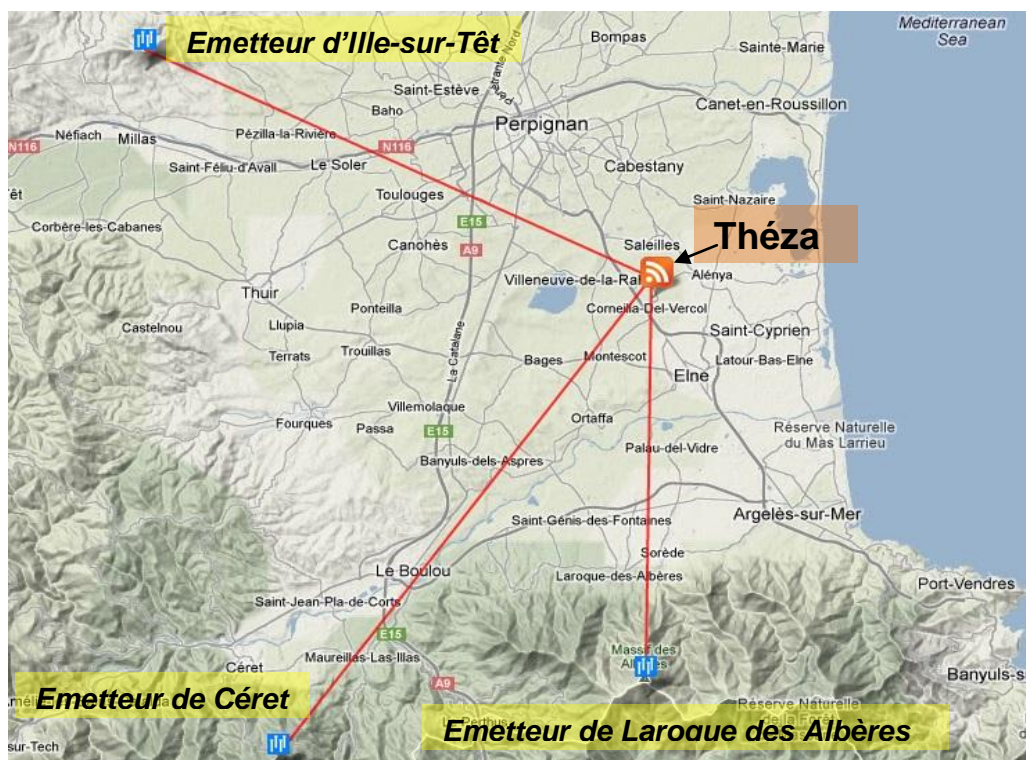 Mediterranean
Sea
Emetteur d'Ille-sur-Têt
Bompas
Sainte-Marie
Saint-Estève
Baho
Canet-en-Roussillon
Perpignan
Néfiach
Millas
Pézilla-la-Rivière
N116
N116
Saint-Féliu-d'Avall
Le Soler
Cabestany
Toulouges
Saint-Nazaire
Corbère-les-Cabanes
E15
Canohès
A9
Saleilles
Théza
Villeneuve-de-la-Ra
Alénya
Thuir
Ponteilla
Corneilla-Del-Vercol
Castelnou
Llupia
La Catalane
Saint-Cyprien
Terrats
Trouillas
Bages
Montescot
Latour-Bas-Elne
Elne
Villemolaque
Fourques
Passa
E15
Ortaffa
Réserve Naturelle
du Mas Larrieu
Banyuls-dels-Aspres
Palau-del-Vidre
Saint-Génis-des-Fontaines
Argelès-sur-Mer
Sorède
Le Boulou
Laroque-des-Albères
Port-Vendres
Saint-Jean-Pla-de-Corts
E15
Céret
Maureillas-Las-Illas
Massif des
A9
Banyuls-s
Emetteur de Céret
Réserve Naturelle
Emetteur de Laroque des Albères
sur-Tech